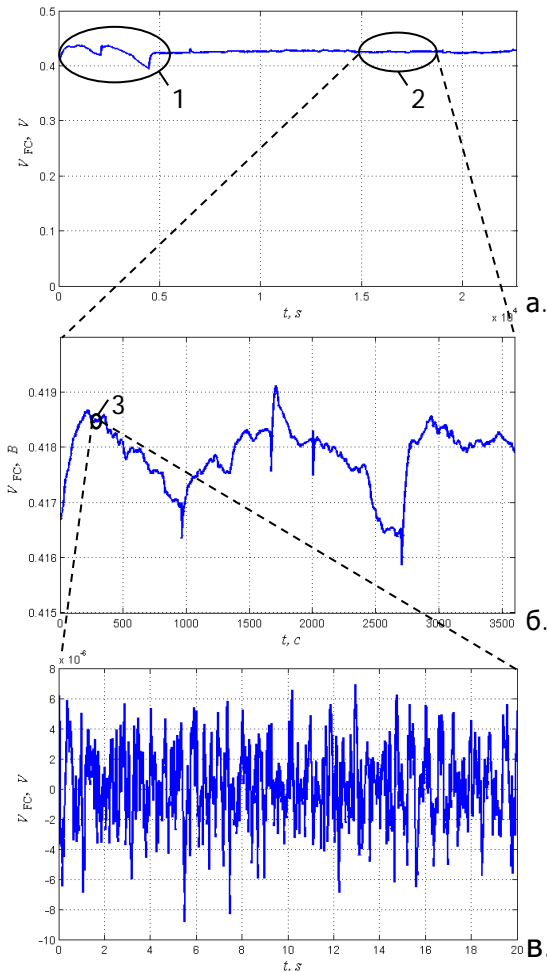 0.5
0.4
0.3
0.2
0.1
0
V FC, V
1
2
0 0.5 1 1.5 2
x 10^4
t, s
а.
0.419
0.418
0.417
0.416
0.415
V FC, B
3
0 500 1000 1500 2000 2500 3000 3500
t, c
б.
x 10^-6
8
6
4
2
0
-2
-4
-6
-8
-10
V FC, V
0 2 4 6 8 10 12 14 16 18 20
t, s
в.